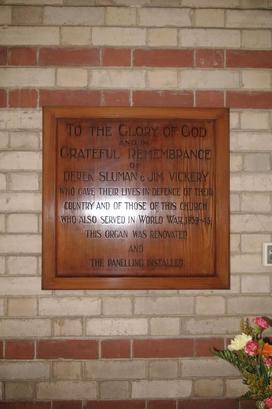 To the Glory of God
AND IN
Grateful Remembrance
OF
Derek Sluman & Jim Vickery
WHO GAVE THEIR LIVES IN DEFENCE OF THEIR
COUNTRY AND OF THOSE OF THIS CHURCH
WHO ALSO SERVED IN WORLD WAR, 1939-45
THIS ORGAN WAS RENOVATED
AND
THE PANELLING INSTALLED